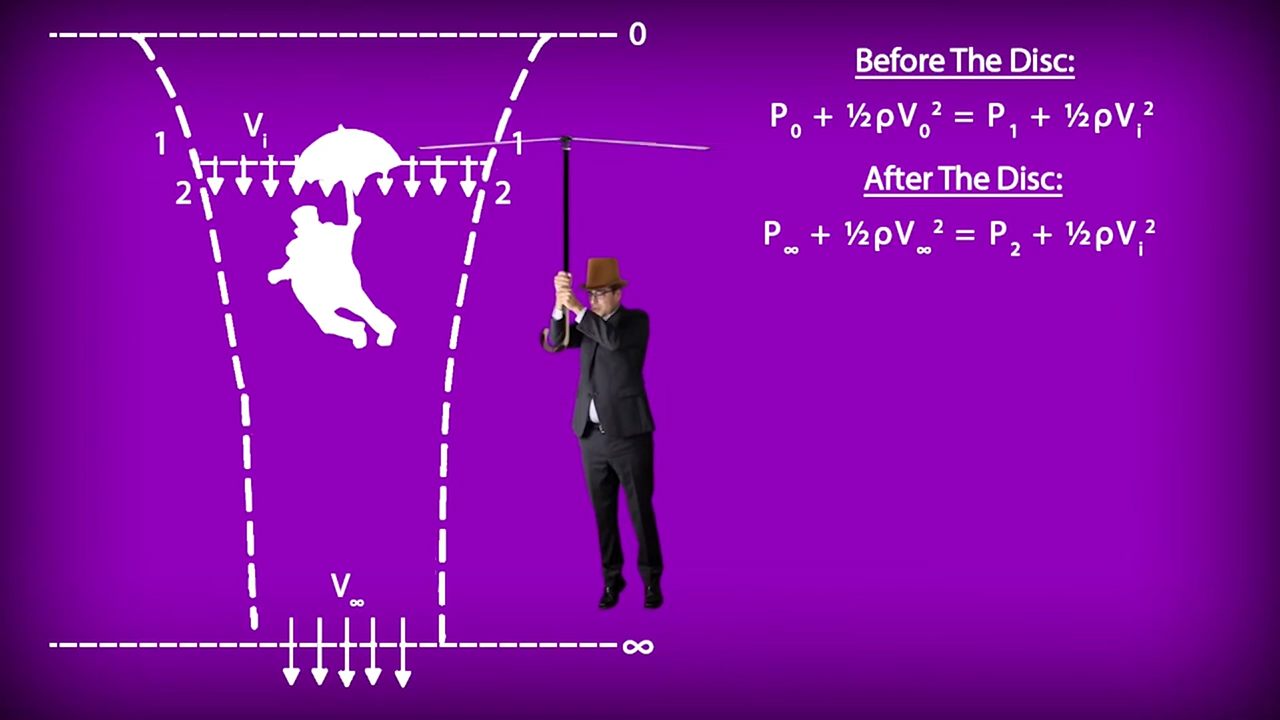 0
Before The Disc:
P₀ + ½ρV₀² = P₁ + ½ρVᵢ²
Vᵢ
1 1
After The Disc:
2 2
P∞ + ½ρV∞² = P₂ + ½ρVᵢ²
V∞
∞